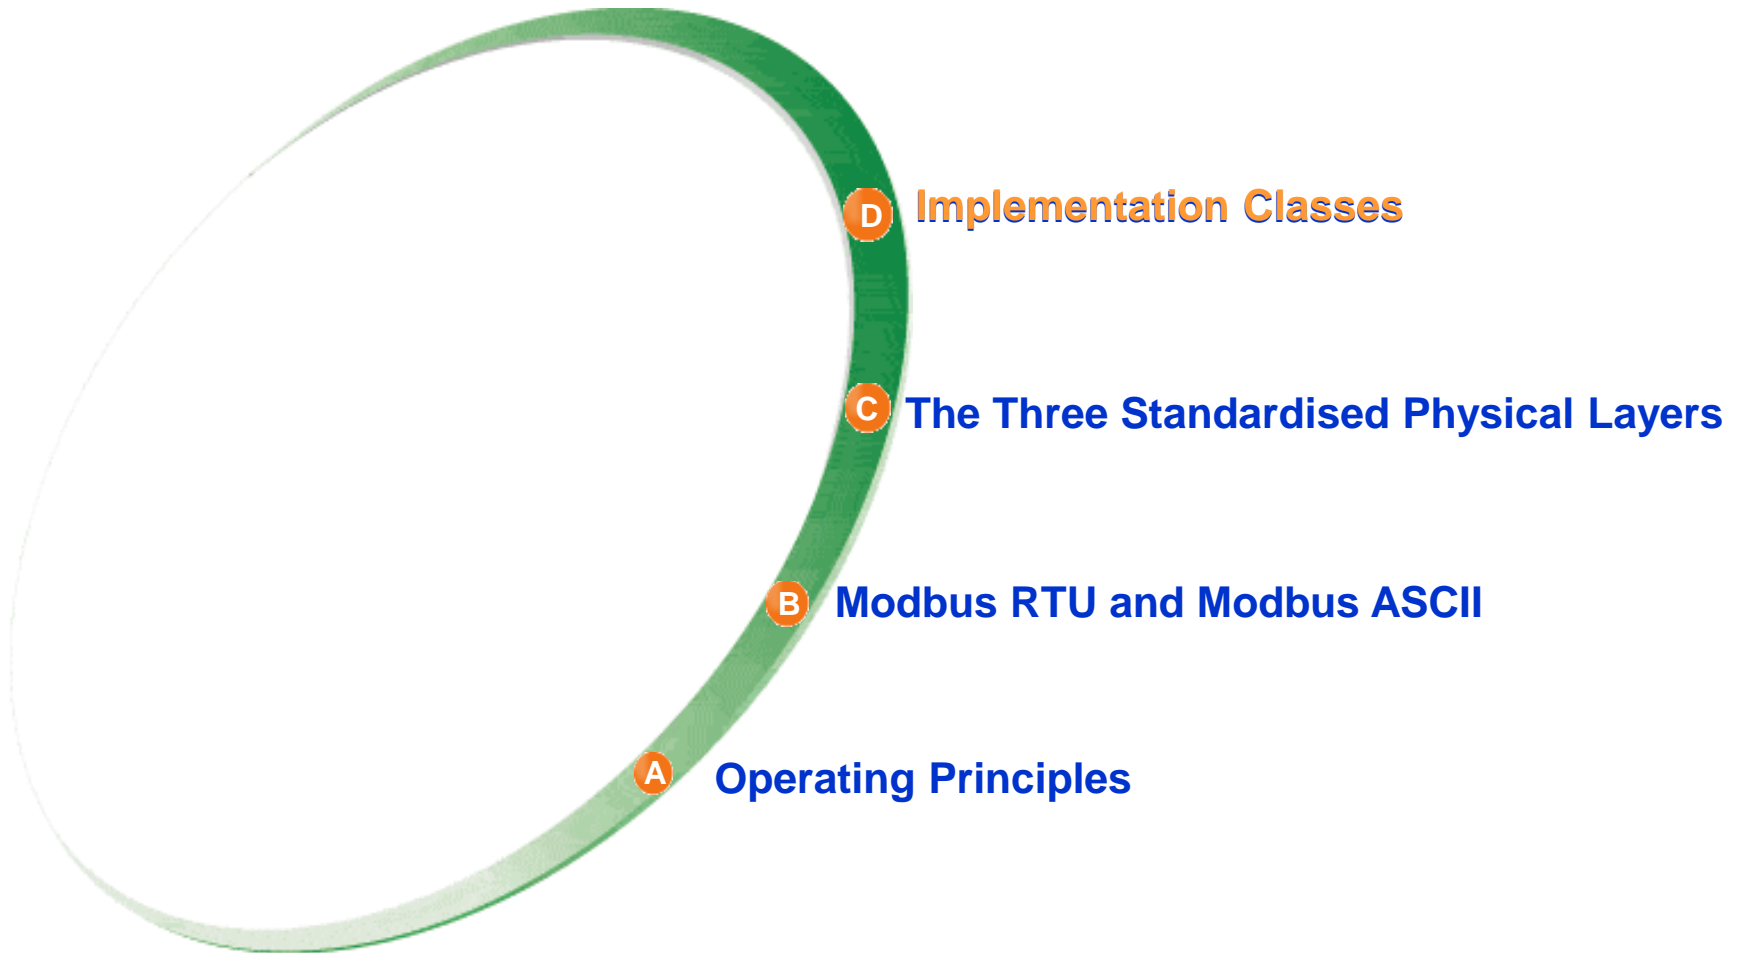 D Implementation Classes
C The Three Standardised Physical Layers
B Modbus RTU and Modbus ASCII
A Operating Principles